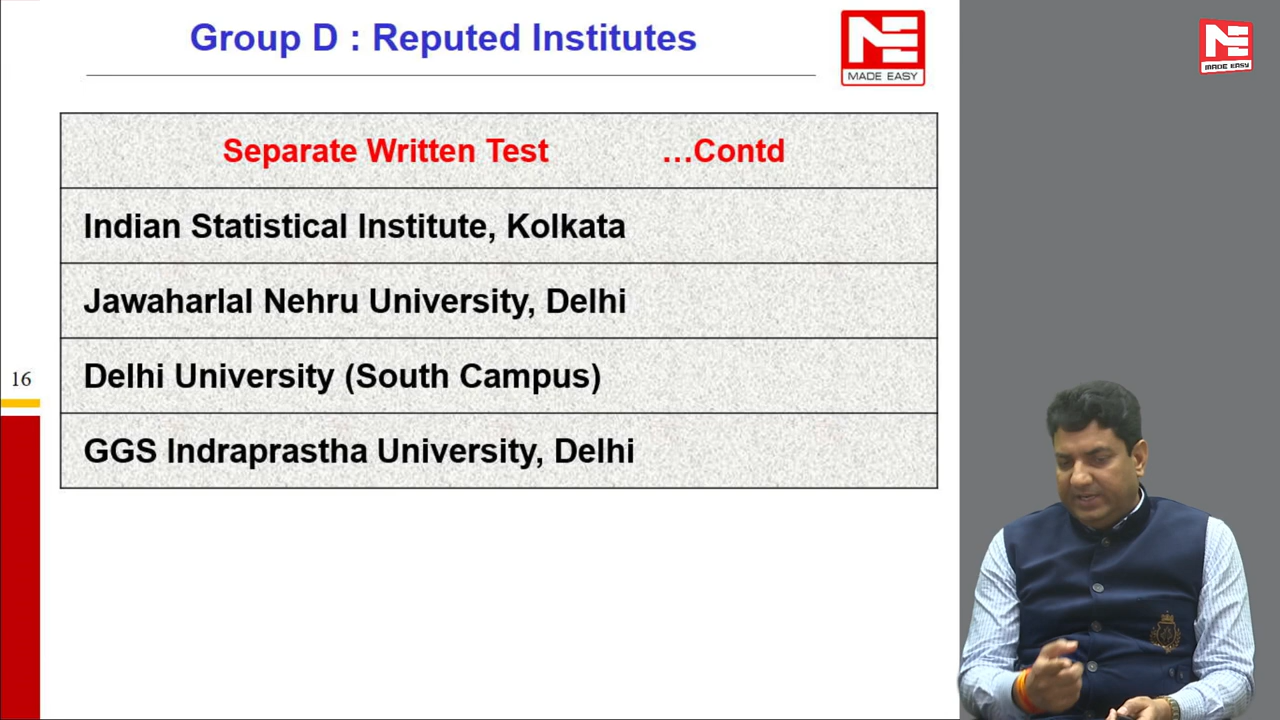 Group D : Reputed Institutes
MADE EASY
MADE EASY
Separate Written Test ...Contd
Indian Statistical Institute, Kolkata
Jawaharlal Nehru University, Delhi
16
Delhi University (South Campus)
GGS Indraprastha University, Delhi